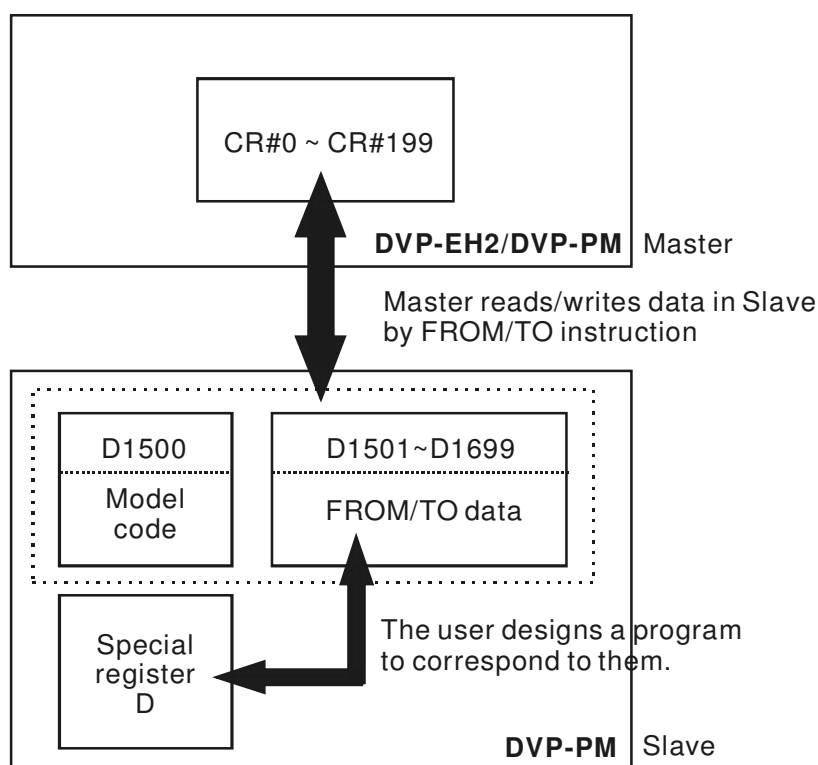 CR#0 ~ CR#199
DVP-EH2/DVP-PM Master
Master reads/writes data in Slave
by FROM/TO instruction
D1500
Model
code
D1501~D1699
FROM/TO data
Special
register
D
The user designs a program
to correspond to them.
DVP-PM Slave